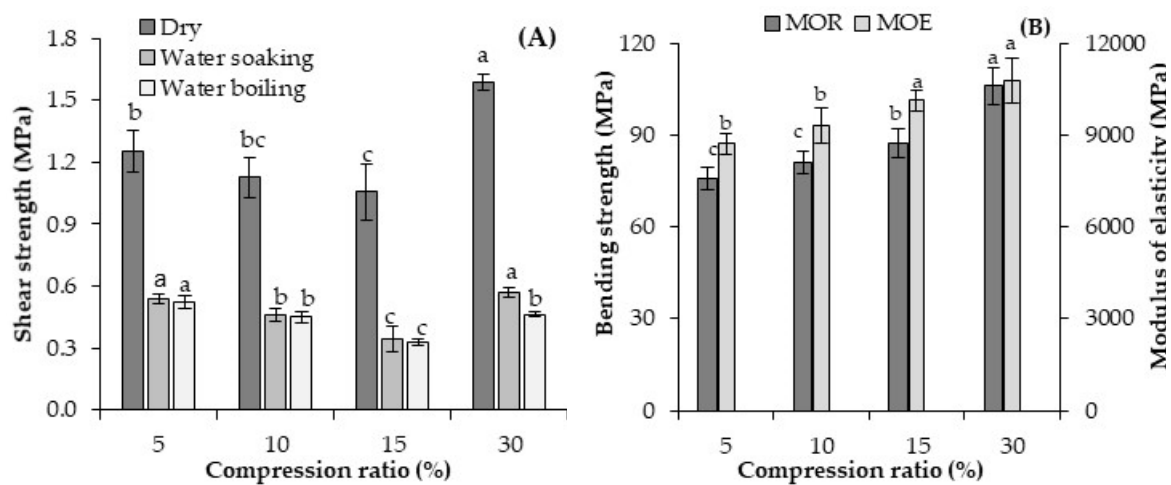 (A)
Dry
Water soaking
Water boiling
Shear strength (MPa)
1.8
1.5
1.2
0.9
0.6
0.3
0.0
b
a
a
bc
b
b
c
c
c
a
a
b
5 10 15 30
Compression ratio (%)
(B)
MOR MOE
Bending strength (MPa)
120
90
60
30
0
c
b
c
b
b
a
a
a
12000
9000
6000
3000
0
Modulus of elasticity (MPa)
5 10 15 30
Compression ratio (%)